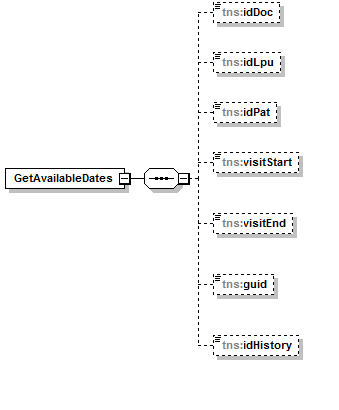 tns:idDoc
tns:idLpu
tns:idPat
tns:visitStart
GetAvailableDates
tns:visitEnd
tns:guid
tns:idHistory